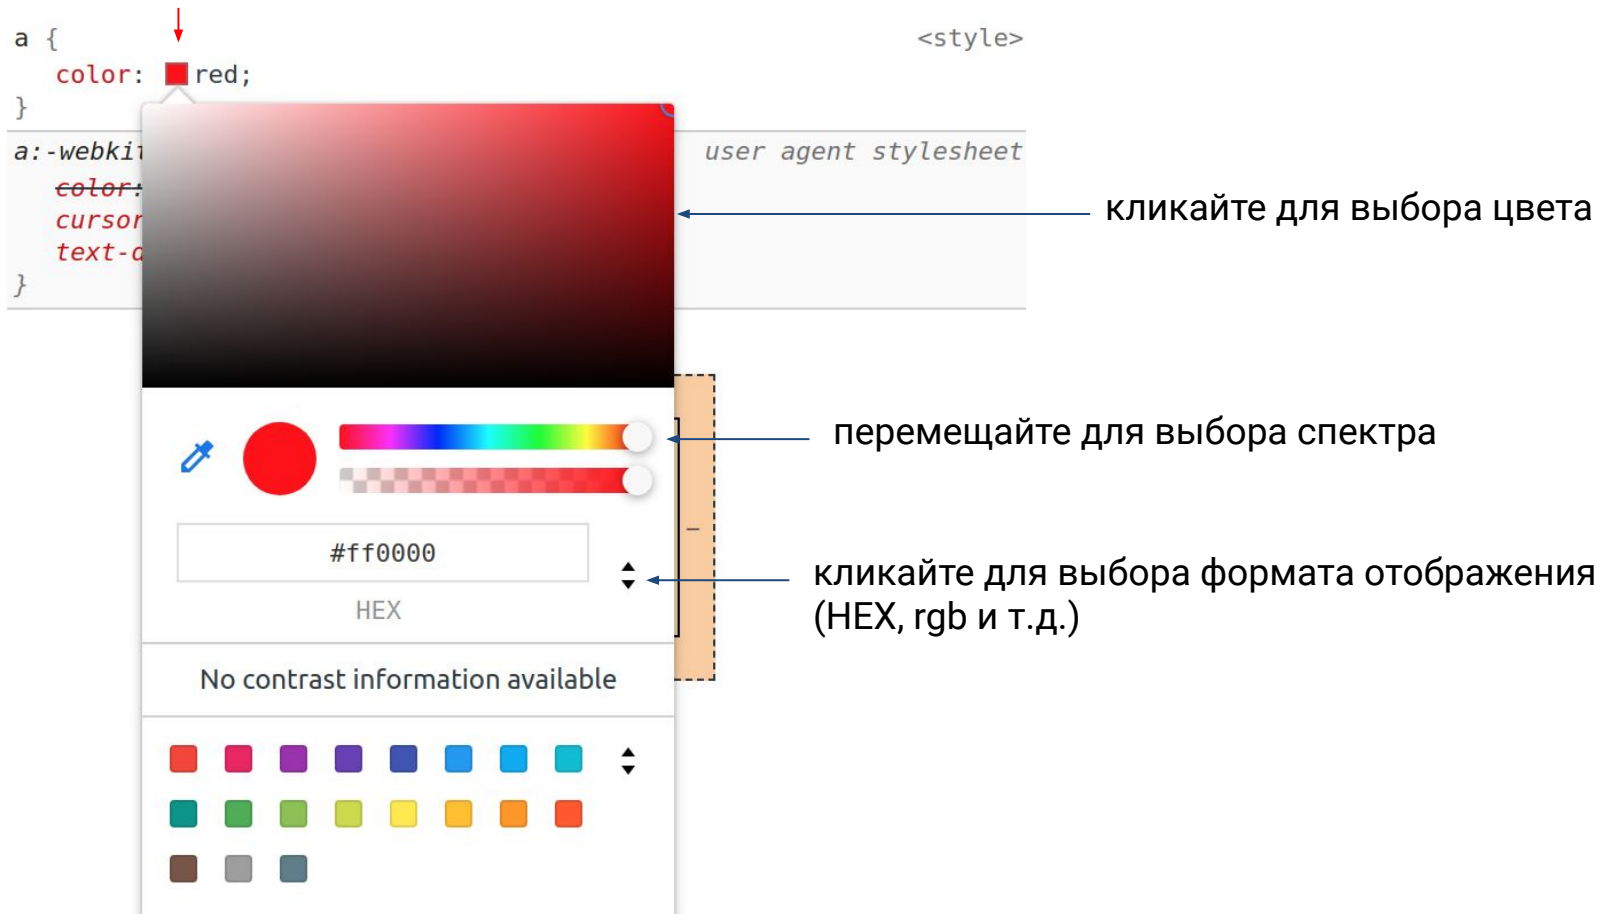 a {
<style>
color: red;
}
a:-webkit
user agent stylesheet
color:
cursor
text-d
}
кликайте для выбора цвета
перемещайте для выбора спектра
–
#ff0000
HEX
кликайте для выбора формата отображения
(HEX, rgb и т.д.)
No contrast information available